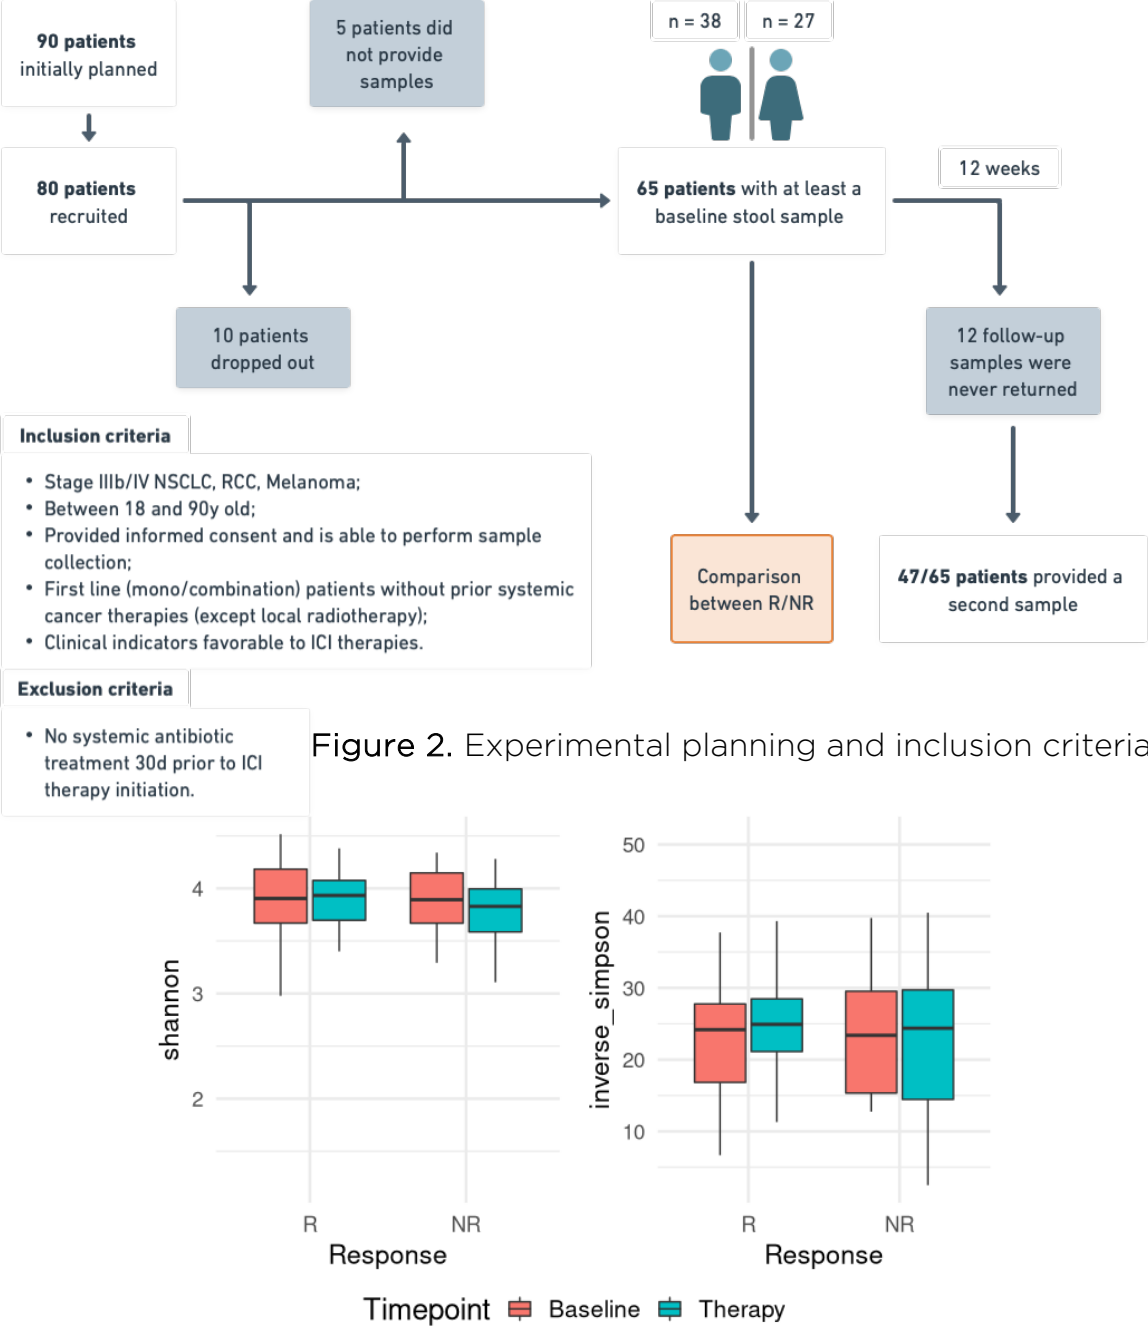 90 patients
initially planned
5 patients did
not provide
samples
n = 38
n = 27
80 patients
recruited
65 patients with at least a
baseline stool sample
12 weeks
10 patients
dropped out
12 follow-up
samples were
never returned
Inclusion criteria
• Stage IIIb/IV NSCLC, RCC, Melanoma;
• Between 18 and 90y old;
• Provided informed consent and is able to perform sample
collection;
• First line (mono/combination) patients without prior systemic
cancer therapies (except local radiotherapy);
• Clinical indicators favorable to ICI therapies.
Comparison
between R/NR
47/65 patients provided a
second sample
Exclusion criteria
• No systemic antibiotic
treatment 30d prior to ICI
therapy initiation.
Figure 2. Experimental planning and inclusion criteria
shannon
4
3
2
R
NR
Response
inverse_simpson
50
40
30
20
10
R
NR
Response
Timepoint
Baseline
Therapy